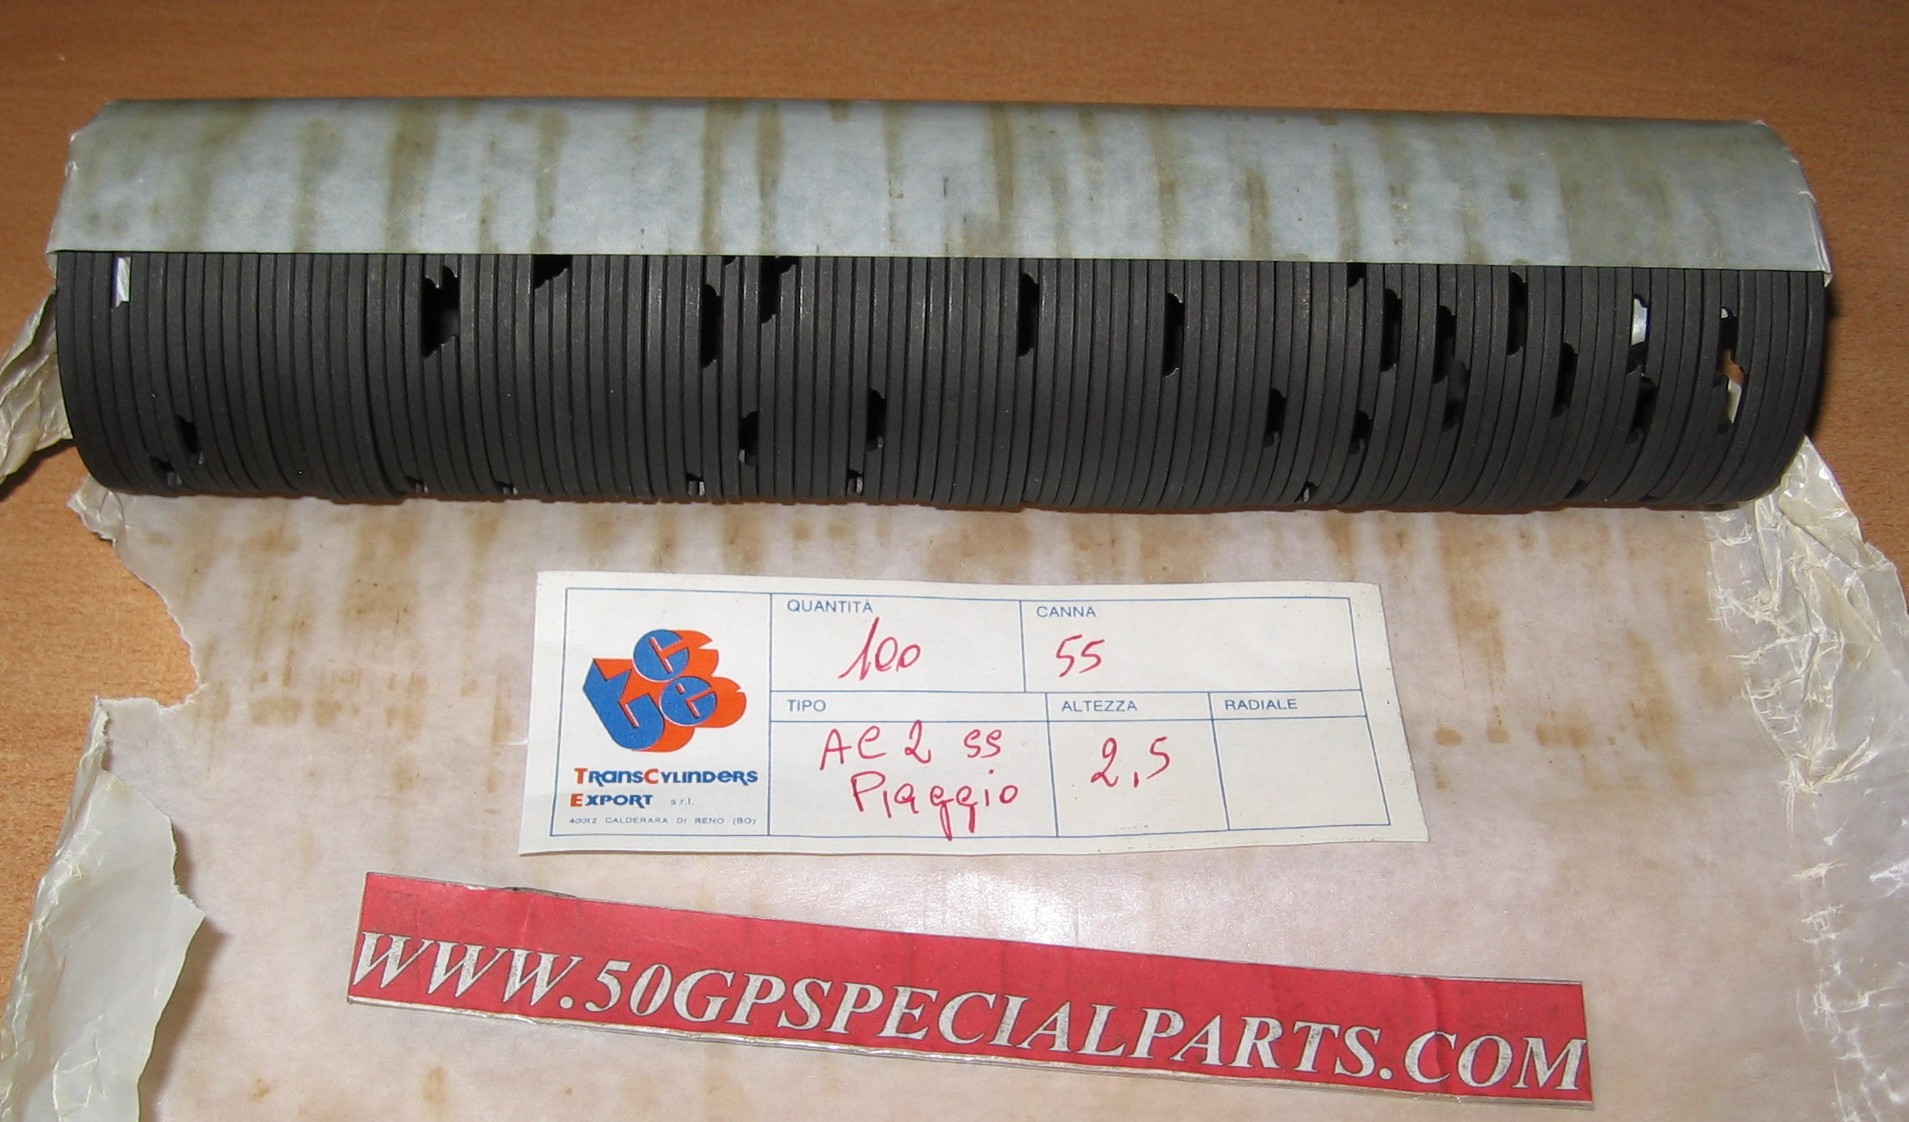 QUANTITÀ
100
CANNA
55
TIPO
AC 2 SS
Piaggio
ALTEZZA
2,5
RADIALE
tce
TRANSCYLINDERS
EXPORT s.r.l.
40012 CALDERARA DI RENO (BO)
WWW.50GPSPECIALPARTS.COM